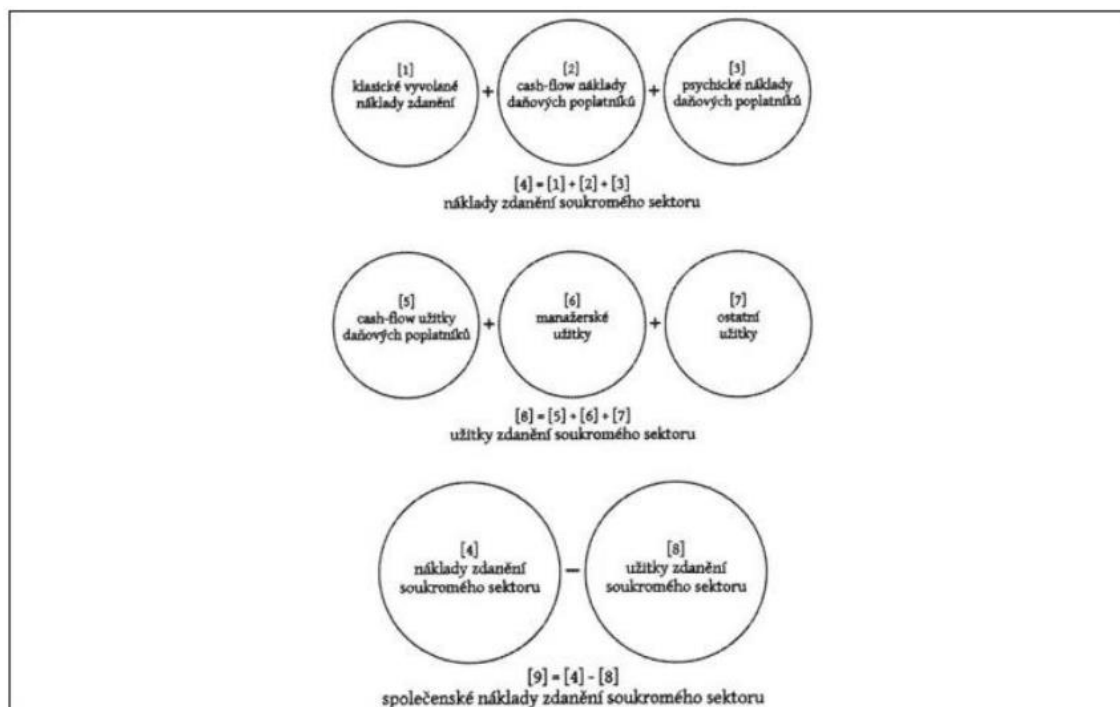 [1]
klasické vyvolané
náklady zdanění
+
[2]
cash-flow náklady
daňových poplatníků
+
[3]
psychické náklady
daňových poplatníků
[4] = [1] + [2] + [3]
náklady zdanění soukromého sektoru
[5]
cash-flow užitky
daňových poplatníků
+
[6]
manažerské
užitky
+
[7]
ostatní
užitky
[8] = [5] + [6] + [7]
užitky zdanění soukromého sektoru
[4]
náklady zdanění
soukromého sektoru
−
[8]
užitky zdanění
soukromého sektoru
[9] = [4] - [8]
společenské náklady zdanění soukromého sektoru